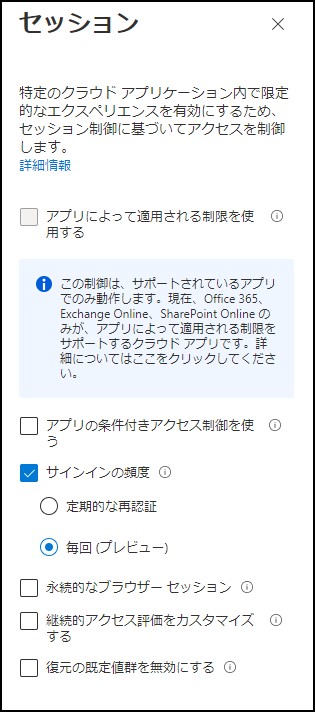 セッション
特定のクラウド アプリケーション内で限定
的なエクスペリエンスを有効にするため、
セッション制御に基づいてアクセスを制御
します。
詳細情報
アプリによって適用される制限を使
用する
この制御は、サポートされているアプリ
でのみ動作します。現在、Office 365、
Exchange Online、SharePoint Online の
みが、アプリによって適用される制限を
サポートするクラウド アプリです。詳
細についてはここをクリックしてくださ
い。
アプリの条件付きアクセス制御を使
う
サインインの頻度
定期的な再認証
毎回 (プレビュー)
永続的なブラウザー セッション
継続的アクセス評価をカスタマイズ
する
復元の既定値群を無効にする